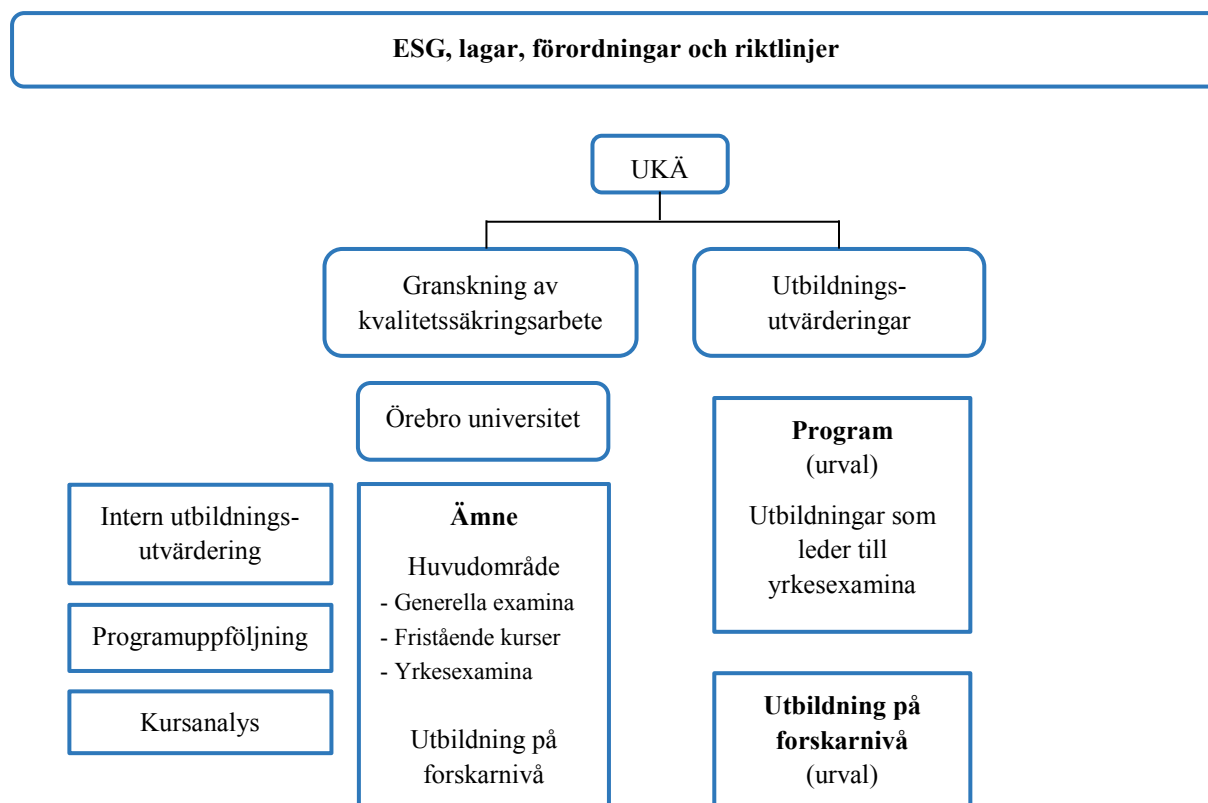 ESG, lagar, förordningar och riktlinjer
UKÄ
Granskning av
kvalitetssäkringsarbete
Utbildnings-
utvärderingar
Örebro universitet
Intern utbildnings-
utvärdering
Programuppföljning
Kursanalys
Ämne
Huvudområde
- Generella examina
- Fristående kurser
- Yrkesexamina
Utbildning på
forskarnivå
Program
(urval)
Utbildningar som
leder till
yrkesexamina
Utbildning på
forskarnivå
(urval)